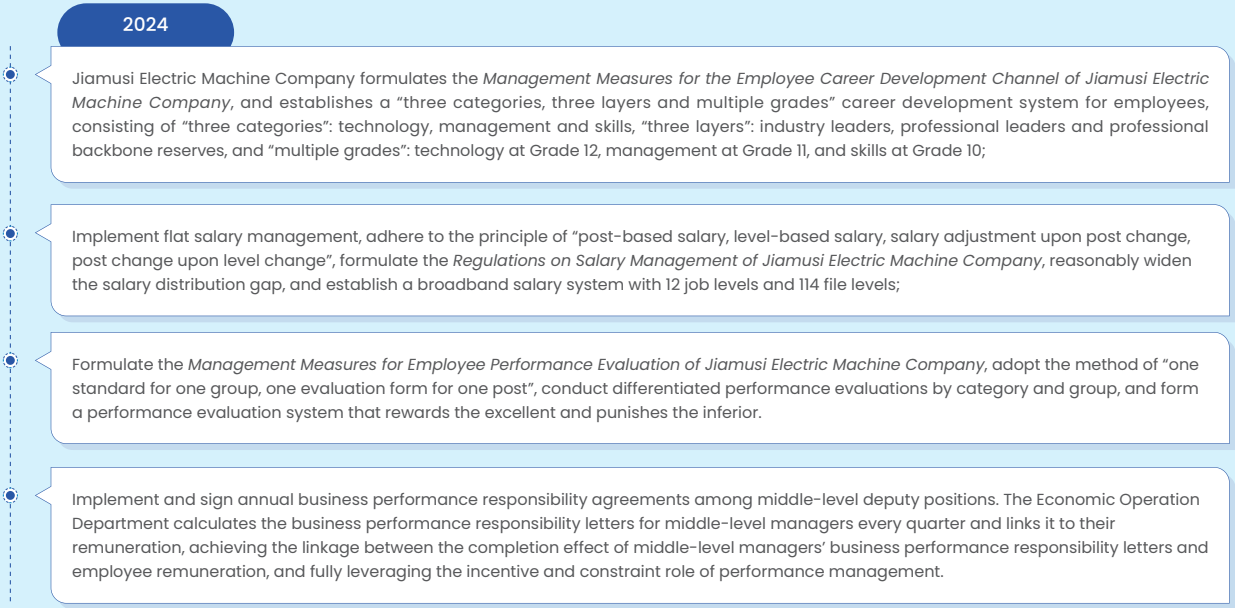 2024
Jiamusi Electric Machine Company formulates the Management Measures for the Employee Career Development Channel of Jiamusi Electric
Machine Company, and establishes a “three categories, three layers and multiple grades” career development system for employees,
consisting of “three categories”: technology, management and skills, “three layers”: industry leaders, professional leaders and professional
backbone reserves, and “multiple grades”: technology at Grade 12, management at Grade 11, and skills at Grade 10;
Implement flat salary management, adhere to the principle of “post-based salary, level-based salary, salary adjustment upon post change,
post change upon level change”, formulate the Regulations on Salary Management of Jiamusi Electric Machine Company, reasonably widen
the salary distribution gap, and establish a broadband salary system with 12 job levels and 114 file levels;
Formulate the Management Measures for Employee Performance Evaluation of Jiamusi Electric Machine Company, adopt the method of “one
standard for one group, one evaluation form for one post”, conduct differentiated performance evaluations by category and group, and form
a performance evaluation system that rewards the excellent and punishes the inferior.
Implement and sign annual business performance responsibility agreements among middle-level deputy positions. The Economic Operation
Department calculates the business performance responsibility letters for middle-level managers every quarter and links it to their
remuneration, achieving the linkage between the completion effect of middle-level managers’ business performance responsibility letters and
employee remuneration, and fully leveraging the incentive and constraint role of performance management.